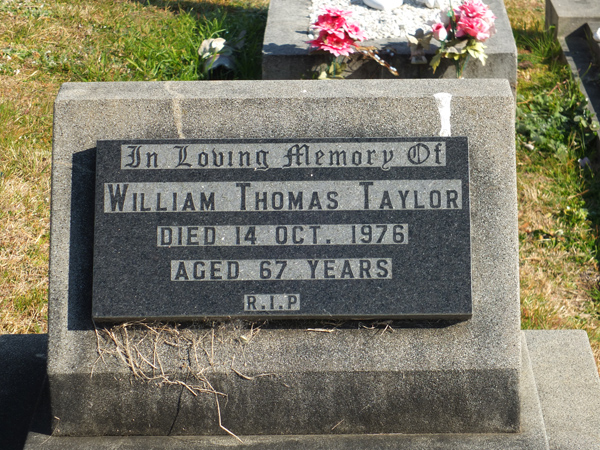 In Loving Memory Of
WILLIAM THOMAS TAYLOR
DIED 14 OCT. 1976
AGED 67 YEARS
R.I.P